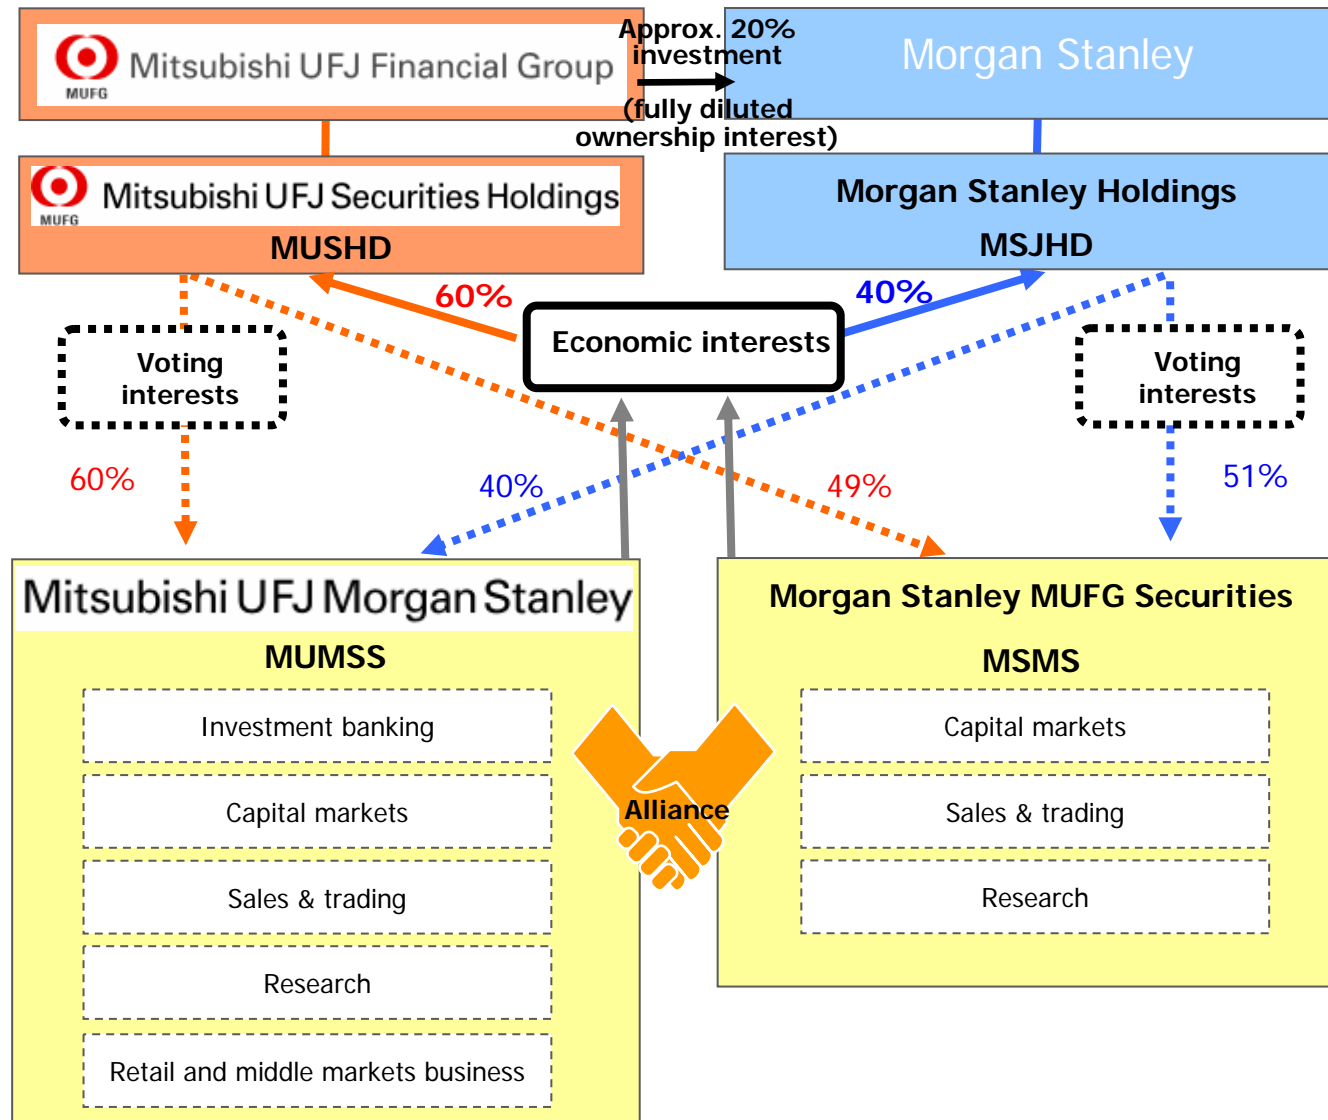 Mitsubishi UFJ Financial Group
MUFG
Approx. 20%
investment
(fully diluted
ownership interest)
Morgan Stanley
Mitsubishi UFJ Securities Holdings
MUFG
MUSHD
Morgan Stanley Holdings
MSJHD
60%
40%
Economic interests
Voting
interests
Voting
interests
60%
40%
49%
51%
Mitsubishi UFJ Morgan Stanley
MUMSS
Investment banking
Capital markets
Sales & trading
Research
Retail and middle markets business
Alliance
Morgan Stanley MUFG Securities
MSMS
Capital markets
Sales & trading
Research